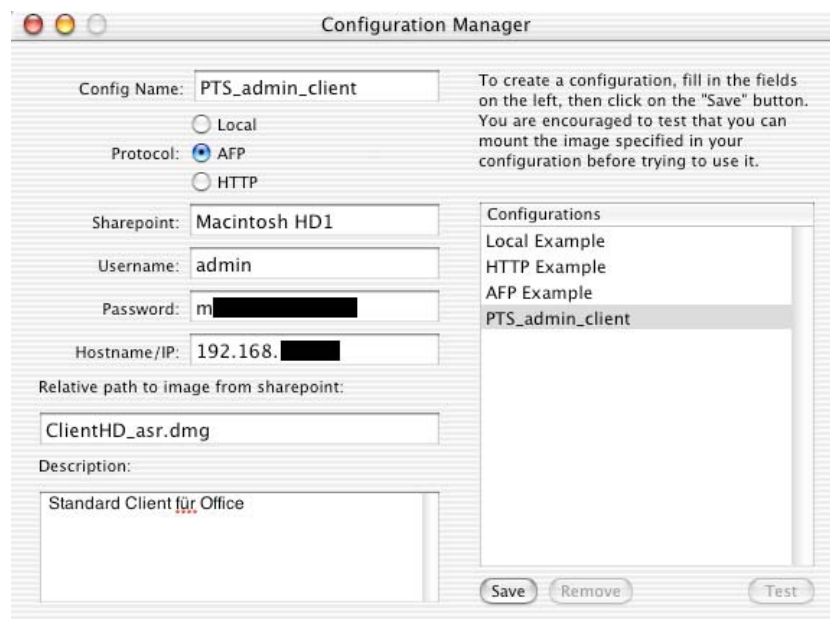 Configuration Manager
Config Name: PTS_admin_client
Local
Protocol: AFP
HTTP
Sharepoint: Macintosh HD1
Username: admin
Password: m
Hostname/IP: 192.168.
Relative path to image from sharepoint:
ClientHD_asr.dmg
Description:
Standard Client für Office
To create a configuration, fill in the fields
on the left, then click on the "Save" button.
You are encouraged to test that you can
mount the image specified in your
configuration before trying to use it.
Configurations
Local Example
HTTP Example
AFP Example
PTS_admin_client
Save Remove Test